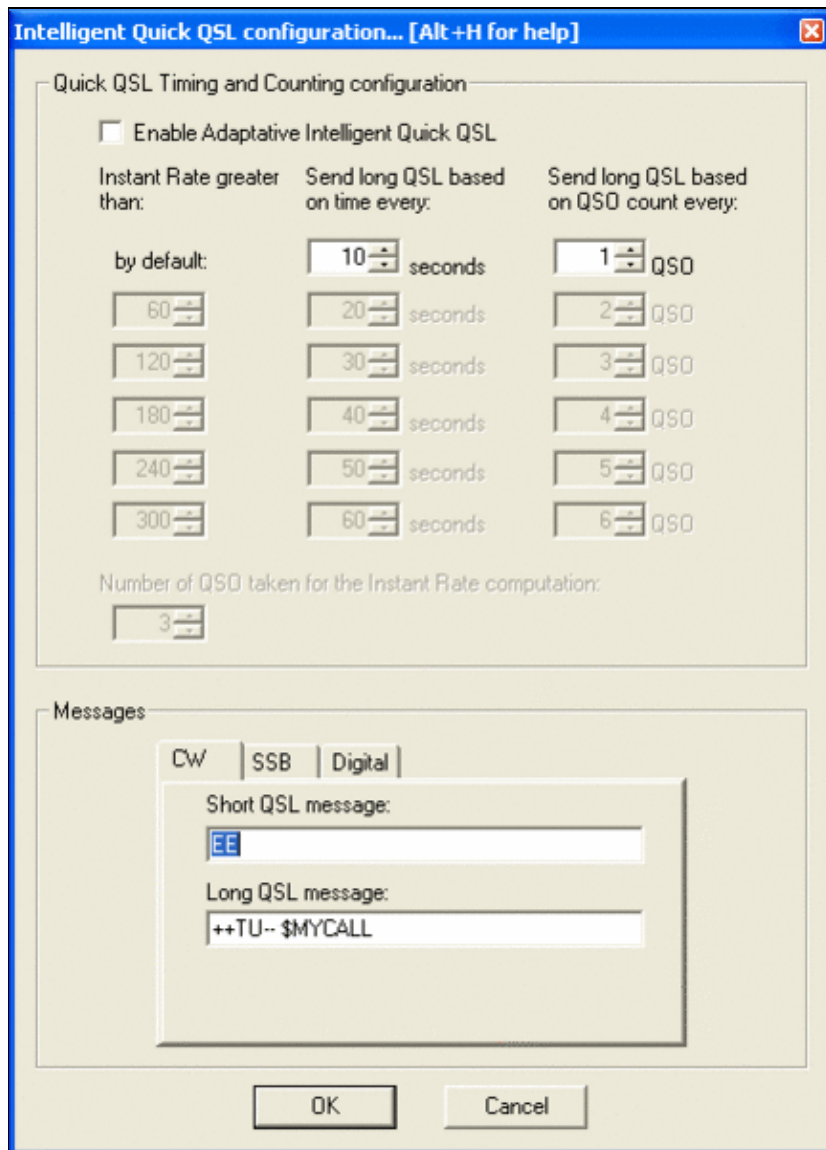 Intelligent Quick QSL configuration... [Alt+H for help]
Quick QSL Timing and Counting configuration
Enable Adaptative Intelligent Quick QSL
Instant Rate greater than:
Send long QSL based on time every:
Send long QSL based on QSO count every:
by default: 10 seconds 1 QSO
60 20 seconds 2 QSO
120 30 seconds 3 QSO
180 40 seconds 4 QSO
240 50 seconds 5 QSO
300 60 seconds 6 QSO
Number of QSO taken for the Instant Rate computation:
3
Messages
CW SSB Digital
Short QSL message:
EE
Long QSL message:
++TU-- $MYCALL
OK Cancel